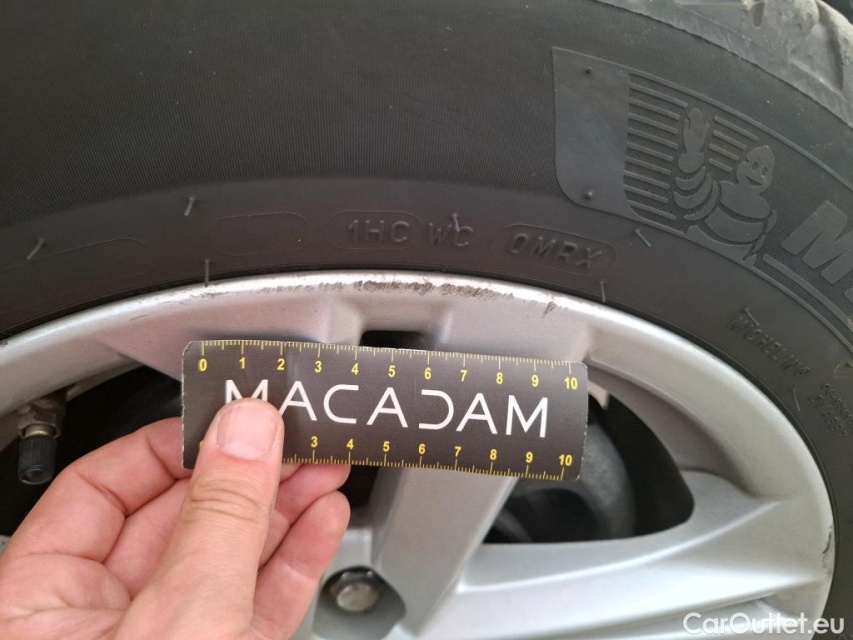 1HC WC 0MRX
MICHELIN
0 1 2 3 4 5 6 7 8 9 10
MACADAM
3 4 5 6 7 8 9 10
CarOutlet.eu